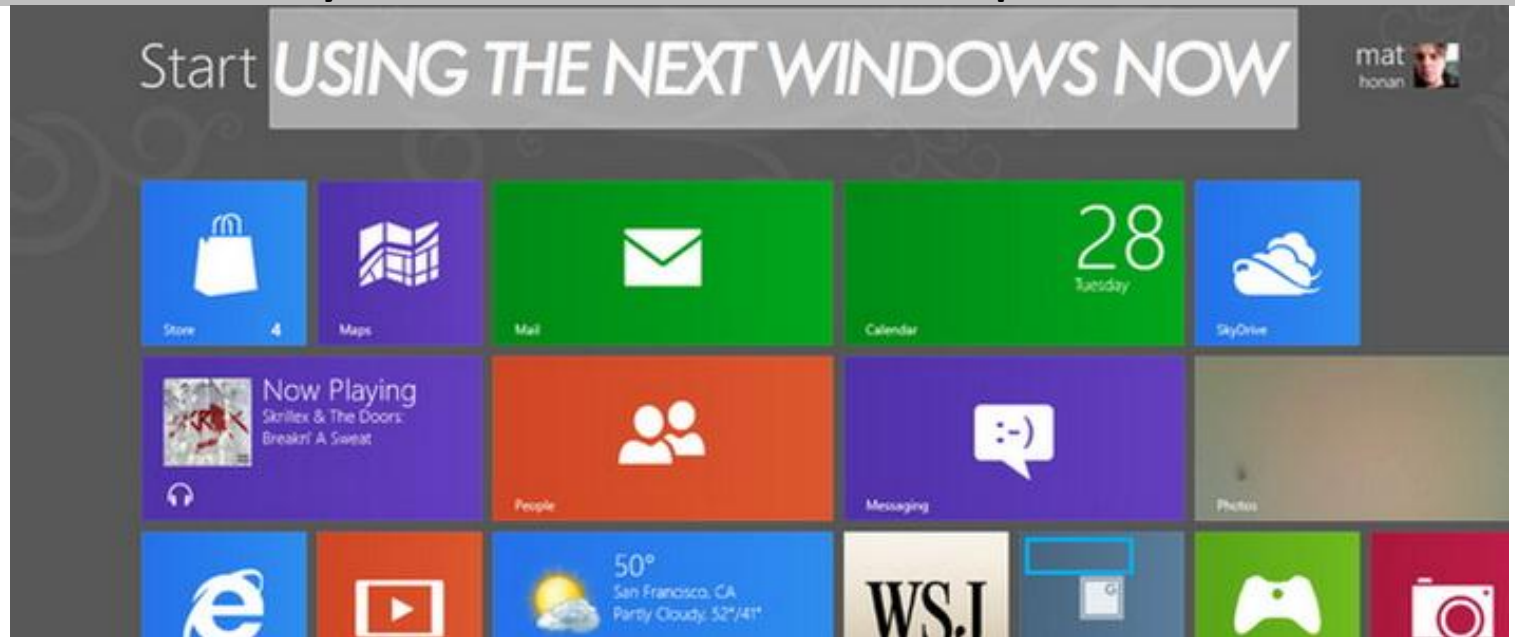 Start USING THE NEXT WINDOWS NOW
mat
honan
Store 4
Maps
Mail
28
Tuesday
Calendar
SkyDrive
Now Playing
Skrillex & The Doors:
Breakn' A Sweat
People
Messaging
Photos
50°
San Francisco, CA
Partly Cloudy, 52°/41°
WSJ
G